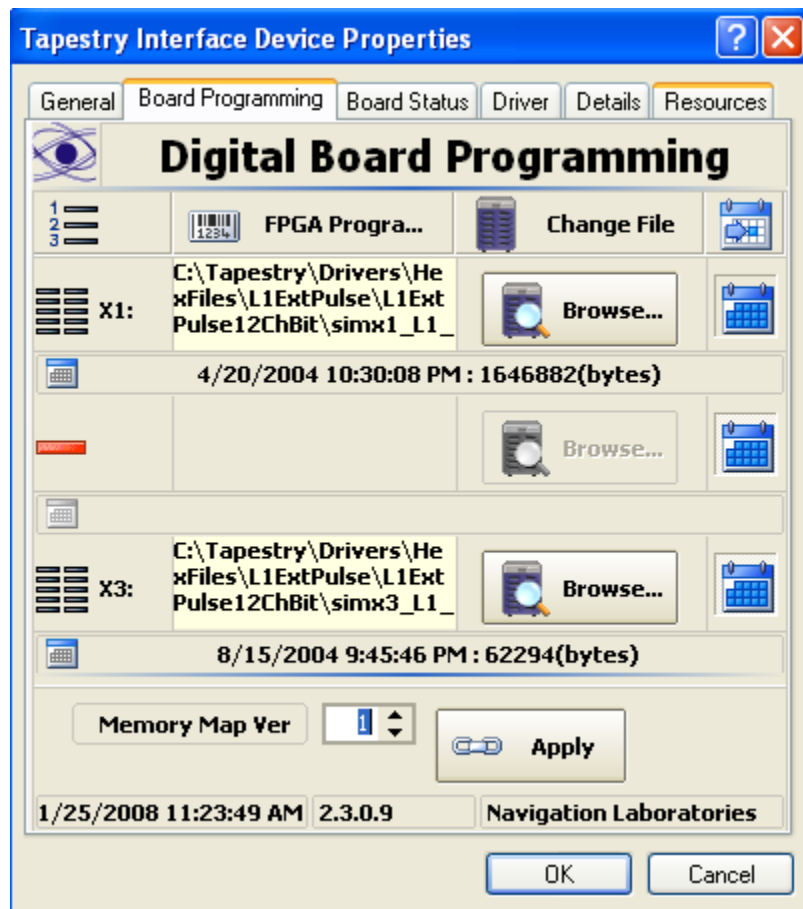 Tapestry Interface Device Properties
General Board Programming Board Status Driver Details Resources
Digital Board Programming
1
2
3
1234 FPGA Progra... Change File
X1:
C:\Tapestry\Drivers\He
xFiles\L1ExtPulse\L1Ext
Pulse12ChBit\simx1_L1_
Browse...
4/20/2004 10:30:08 PM : 1646882(bytes)
Browse...
X3:
C:\Tapestry\Drivers\He
xFiles\L1ExtPulse\L1Ext
Pulse12ChBit\simx3_L1_
Browse...
8/15/2004 9:45:46 PM : 62294(bytes)
Memory Map Ver 1 Apply
1/25/2008 11:23:49 AM 2.3.0.9 Navigation Laboratories
OK Cancel